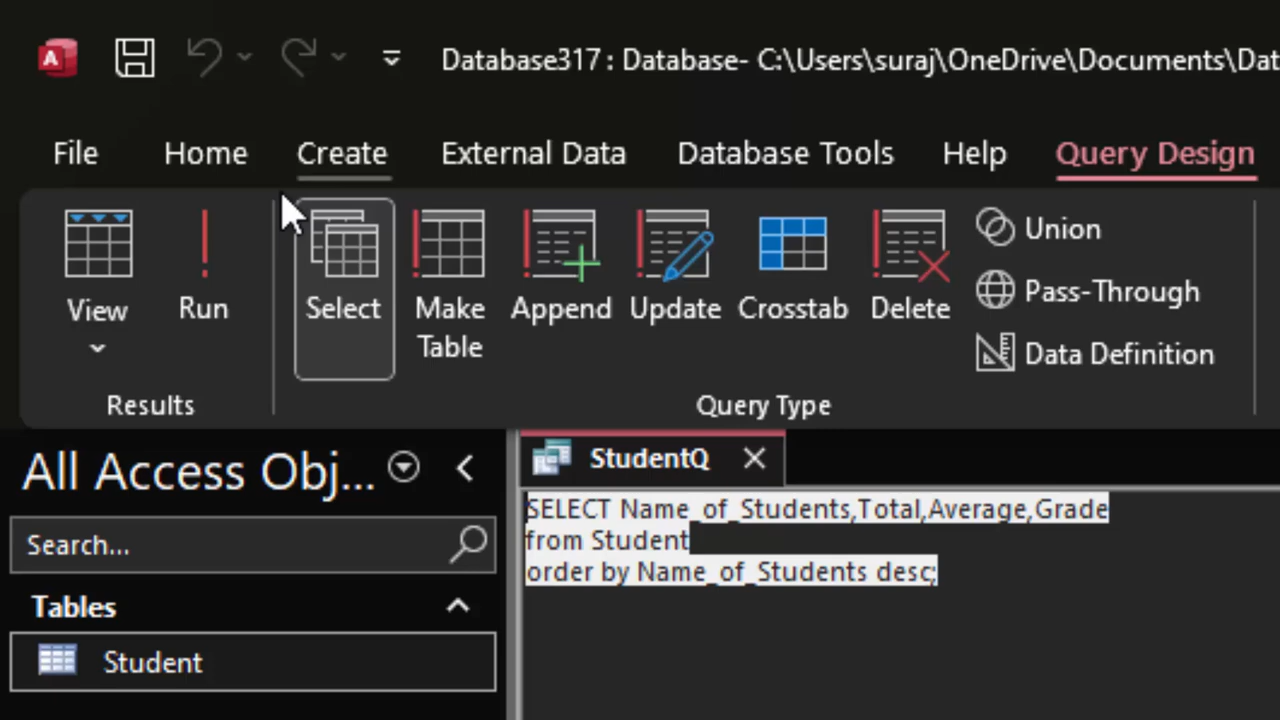 Database317 : Database- C:\Users\suraj\OneDrive\Documents\Dat
File Home Create External Data Database Tools Help Query Design
View
Run
Select
Make
Table
Append
Update
Crosstab
Delete
Union
Pass-Through
Data Definition
Results
Query Type
All Access Obj...
Search...
Tables
Student
StudentQ
SELECT Name_of_Students,Total,Average,Grade
from Student
order by Name_of_Students desc;